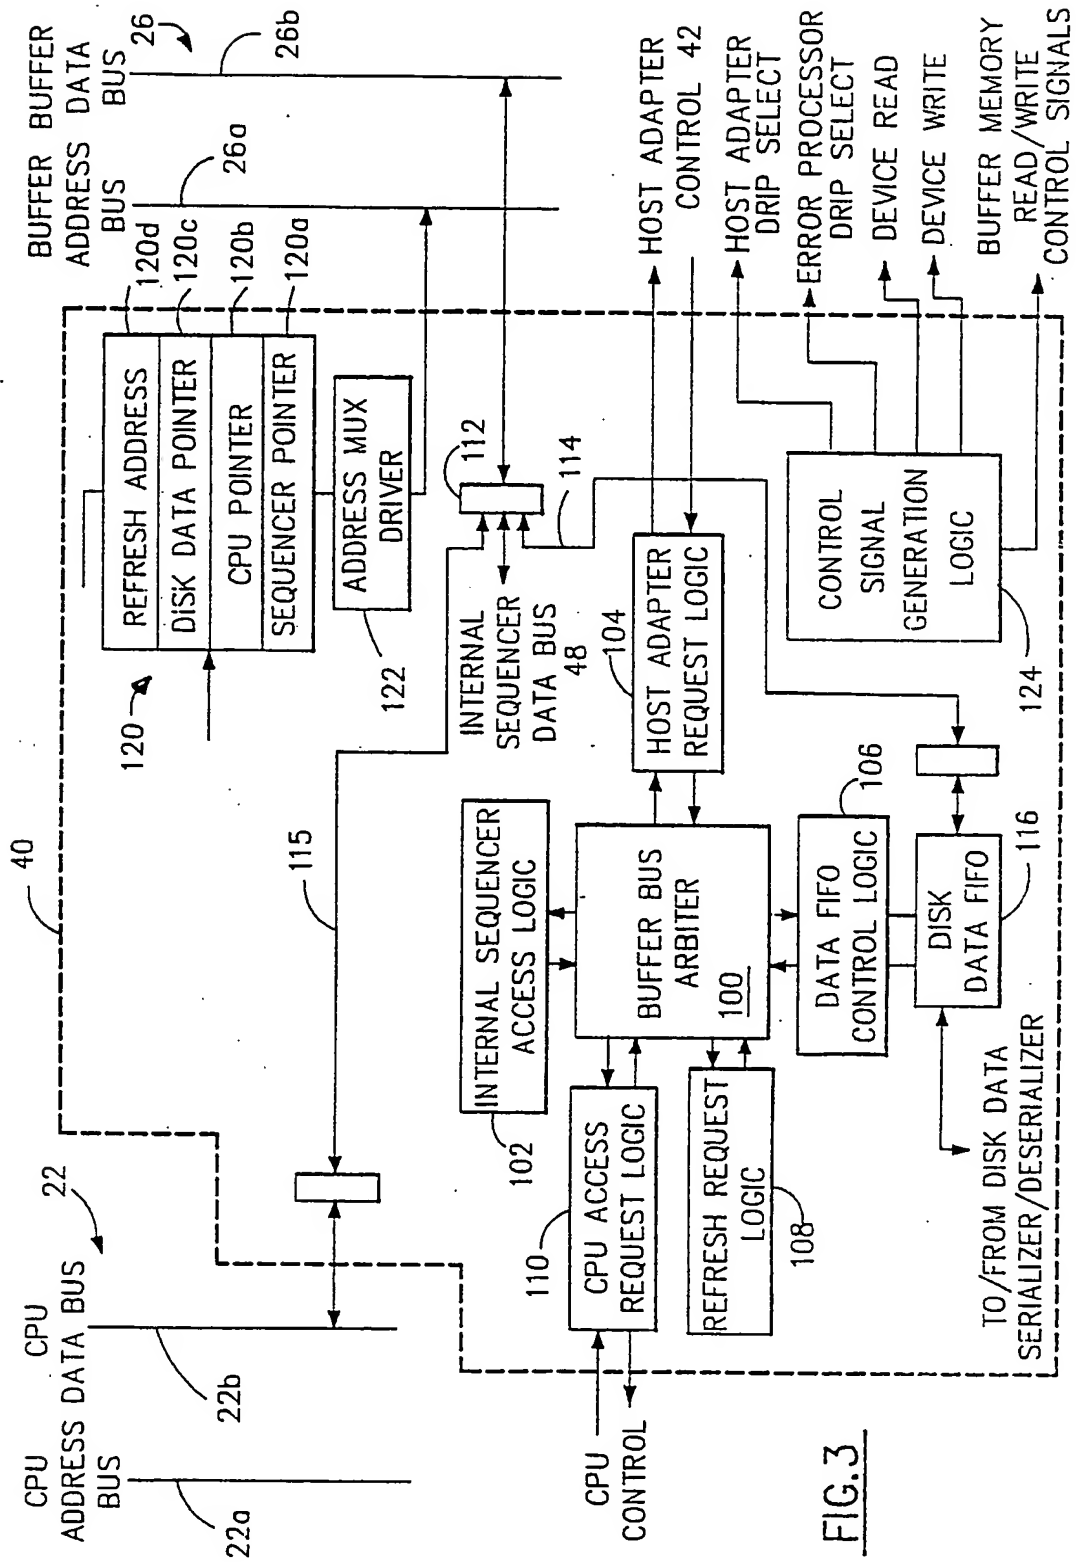 CPU ADDRESS BUS
CPU DATA BUS
22
22a
22b
40
115
BUFFER ADDRESS BUS
BUFFER DATA BUS
26
26a
26b
120
120d
120c
120b
120a
REFRESH ADDRESS
DISK DATA POINTER
CPU POINTER
SEQUENCER POINTER
ADDRESS MUX
DRIVER
122
112
114
INTERNAL
SEQUENCER
DATA BUS
48
INTERNAL SEQUENCER
ACCESS LOGIC
102
104
HOST ADAPTER
REQUEST LOGIC
HOST ADAPTER
CONTROL 42
CPU
CONTROL
110
CPU ACCESS
REQUEST LOGIC
BUFFER BUS
ARBITER
100
REFRESH REQUEST
LOGIC
108
106
DATA FIFO
CONTROL LOGIC
DISK
DATA FIFO
116
TO/FROM DISK DATA
SERIALIZER/DESERIALIZER
CONTROL
SIGNAL
GENERATION
LOGIC
124
HOST ADAPTER
DRIP SELECT
ERROR PROCESSOR
DRIP SELECT
DEVICE READ
DEVICE WRITE
BUFFER MEMORY
READ/WRITE
CONTROL SIGNALS
FIG.3